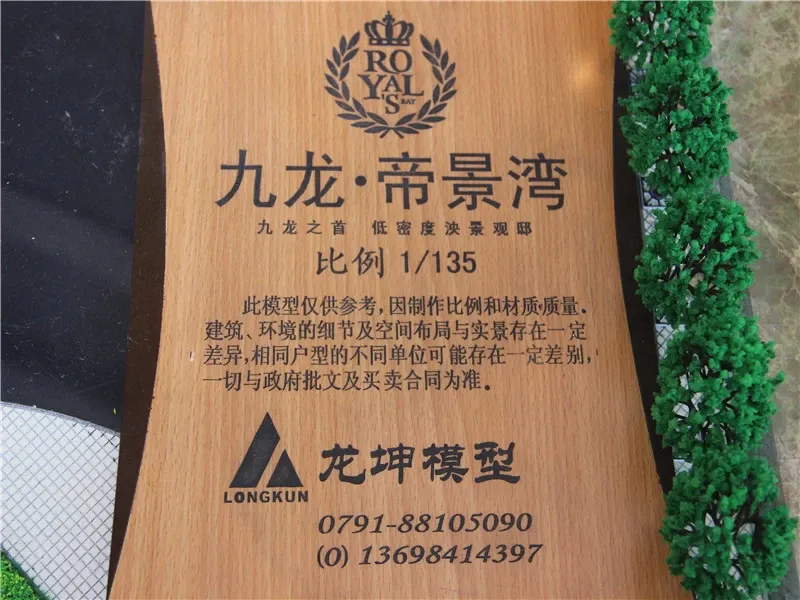 RO
YAL
'S BAY
九龙·帝景湾
九龙之首 低密度泱景观邸
比例 1/135
此模型仅供参考,因制作比例和材质质量.
建筑、环境的细节及空间布局与实景存在一定
差异,相同户型的不同单位可能存在一定差别,
一切与政府批文及买卖合同为准.
龙坤模型
LONGKUN
0791-88105090
(0) 13698414397